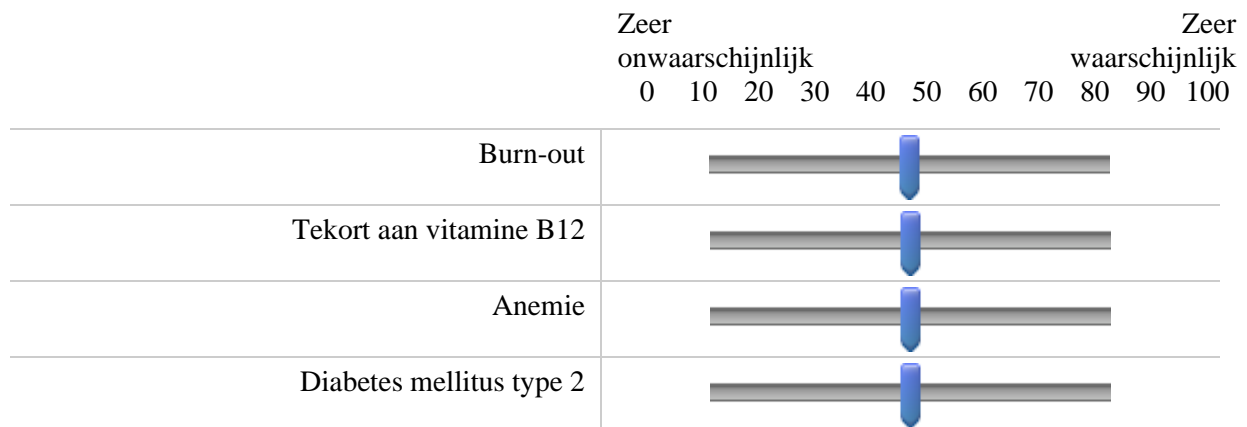 Zeer onwaarschijnlijk
Zeer waarschijnlijk
0 10 20 30 40 50 60 70 80 90 100
Burn-out
Tekort aan vitamine B12
Anemie
Diabetes mellitus type 2